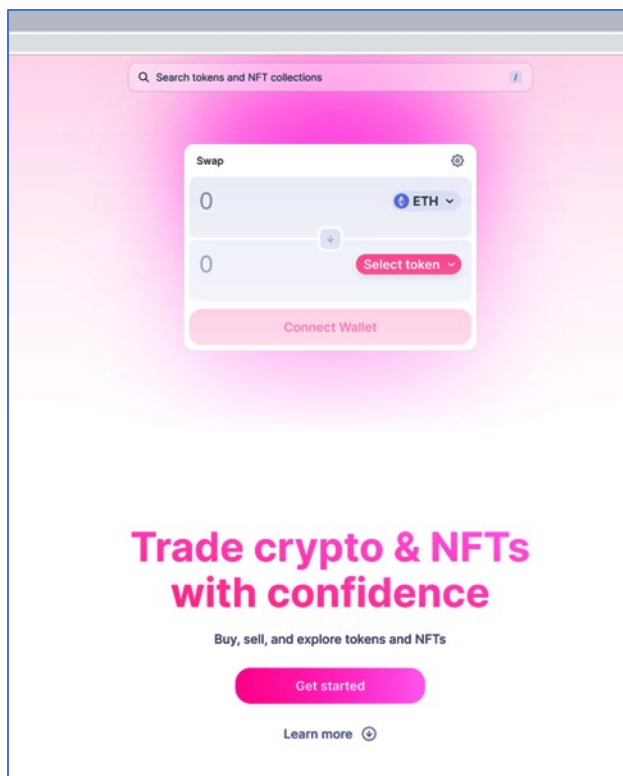 Search tokens and NFT collections /
Swap
0 ETH
0 Select token
Connect Wallet
Trade crypto & NFTs
with confidence
Buy, sell, and explore tokens and NFTs
Get started
Learn more